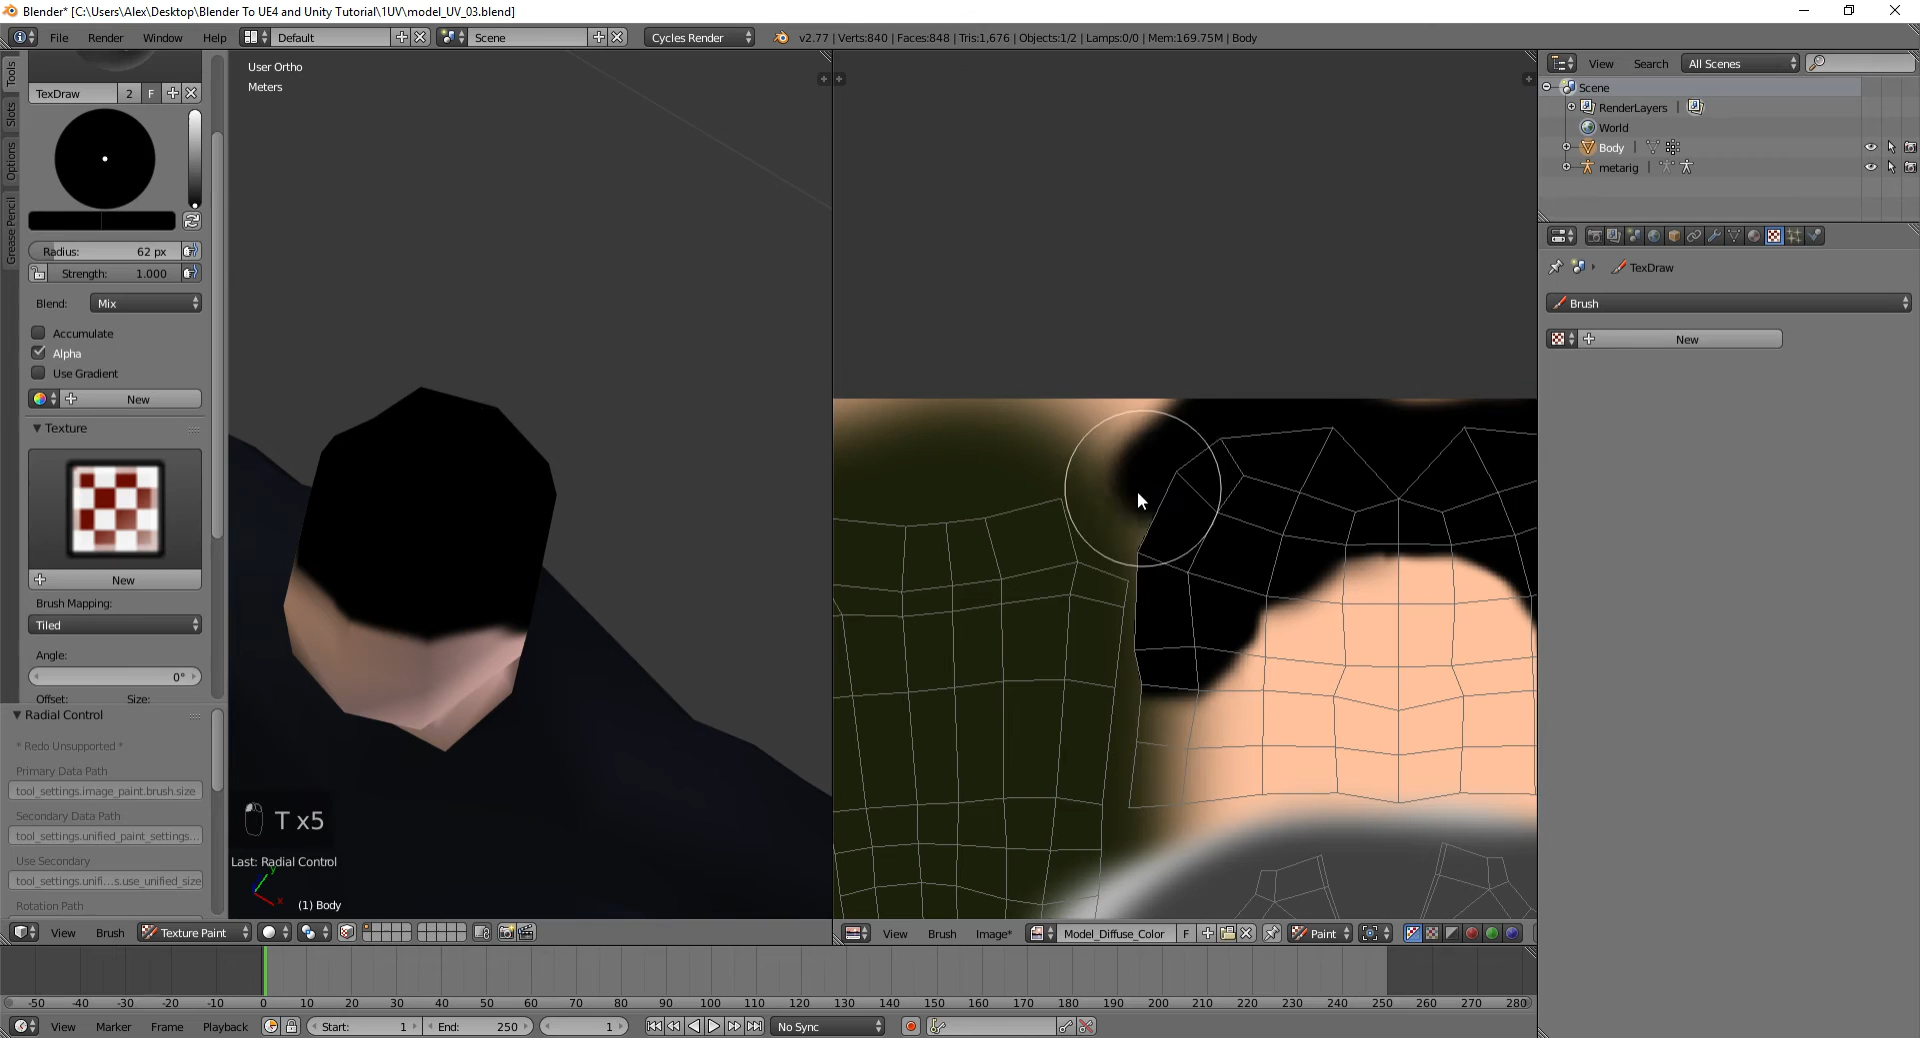 Blender* [C:\Users\Alex\Desktop\Blender To UE4 and Unity Tutorial\1UV\model_UV_03.blend]
File Render Window Help Default Scene Cycles Render v2.77 | Verts:840 | Faces:848 | Tris:1,676 | Objects:1/2 | Lamps:0/0 | Mem:169.75M | Body
Tools
Slots
Options
Grease Pencil
TexDraw 2 F
Radius: 62 px
Strength: 1.000
Blend: Mix
Accumulate
Alpha
Use Gradient
New
Texture
New
Brush Mapping:
Tiled
Angle:
0°
Offset: Size:
Radial Control
* Redo Unsupported *
Primary Data Path
tool_settings.image_paint.brush.size
Secondary Data Path
tool_settings.unified_paint_settings...
Use Secondary
tool_settings.unifi...s.use_unified_size
Rotation Path
User Ortho
Meters
T x5
Last: Radial Control
y
x
(1) Body
View Brush Texture Paint
View Brush Image* Model_Diffuse_Color F Paint
View Search All Scenes
Scene
RenderLayers |
World
Body |
metarig |
TexDraw
Brush
New
-50 -40 -30 -20 -10 0 10 20 30 40 50 60 70 80 90 100 110 120 130 140 150 160 170 180 190 200 210 220 230 240 250 260 270 280
View Marker Frame Playback Start: 1 End: 250 1 No Sync